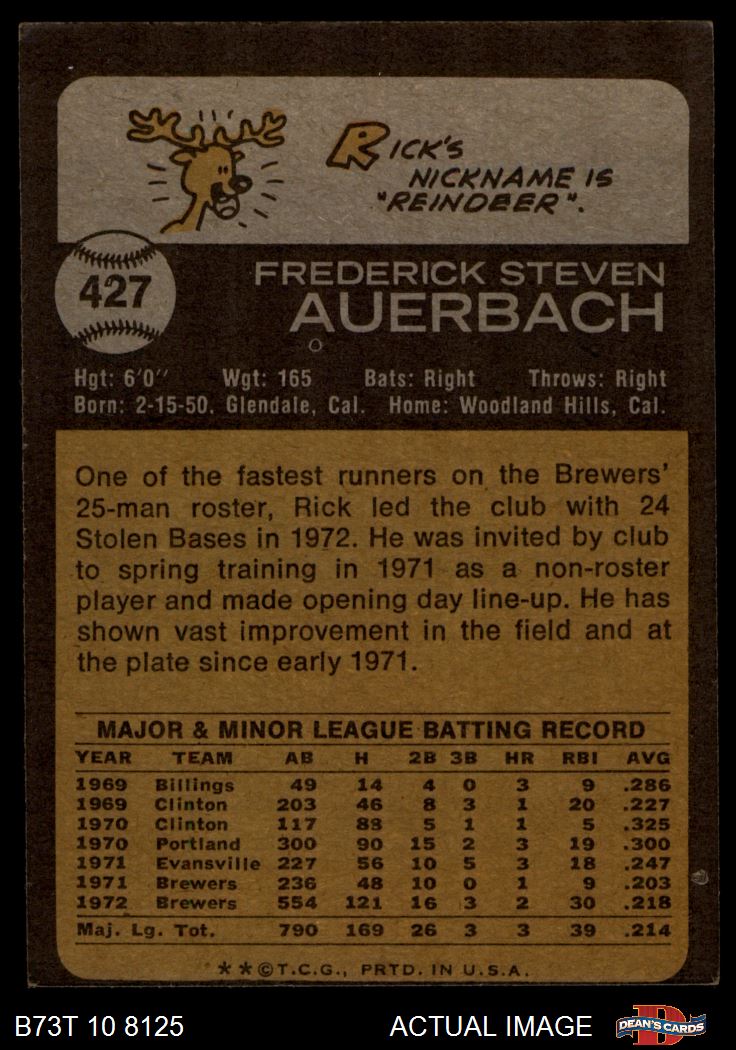 RICK'S
NICKNAME IS
"REINDEER".
427
FREDERICK STEVEN
AUERBACH
Hgt: 6'0" Wgt: 165 Bats: Right Throws: Right
Born: 2-15-50, Glendale, Cal. Home: Woodland Hills, Cal.
One of the fastest runners on the Brewers'
25-man roster, Rick led the club with 24
Stolen Bases in 1972. He was invited by club
to spring training in 1971 as a non-roster
player and made opening day line-up. He has
shown vast improvement in the field and at
the plate since early 1971.
MAJOR & MINOR LEAGUE BATTING RECORD
YEAR TEAM AB H 2B 3B HR RBI AVG
1969 Billings 49 14 4 0 3 9 .286
1969 Clinton 203 46 8 3 1 20 .227
1970 Clinton 117 38 5 1 1 5 .325
1970 Portland 300 90 15 2 3 19 .300
1971 Evansville 227 56 10 5 3 18 .247
1971 Brewers 236 48 10 0 1 9 .203
1972 Brewers 554 121 16 3 2 30 .218
Maj. Lg. Tot. 790 169 26 3 3 39 .214
**©T.C.G., PRTD. IN U.S.A.
B73T 10 8125 ACTUAL IMAGE D DEAN'S CARDS